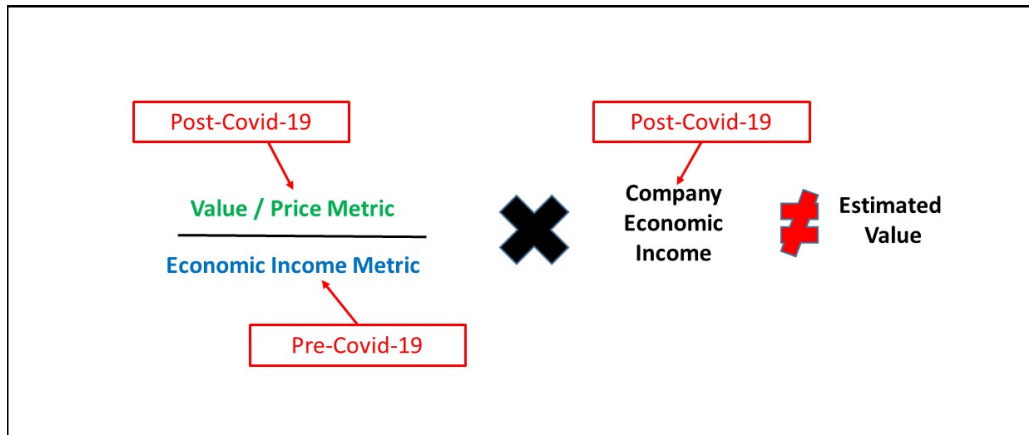 Post-Covid-19
Post-Covid-19
Value / Price Metric
Economic Income Metric
Company
Economic
Income
Estimated
Value
Pre-Covid-19